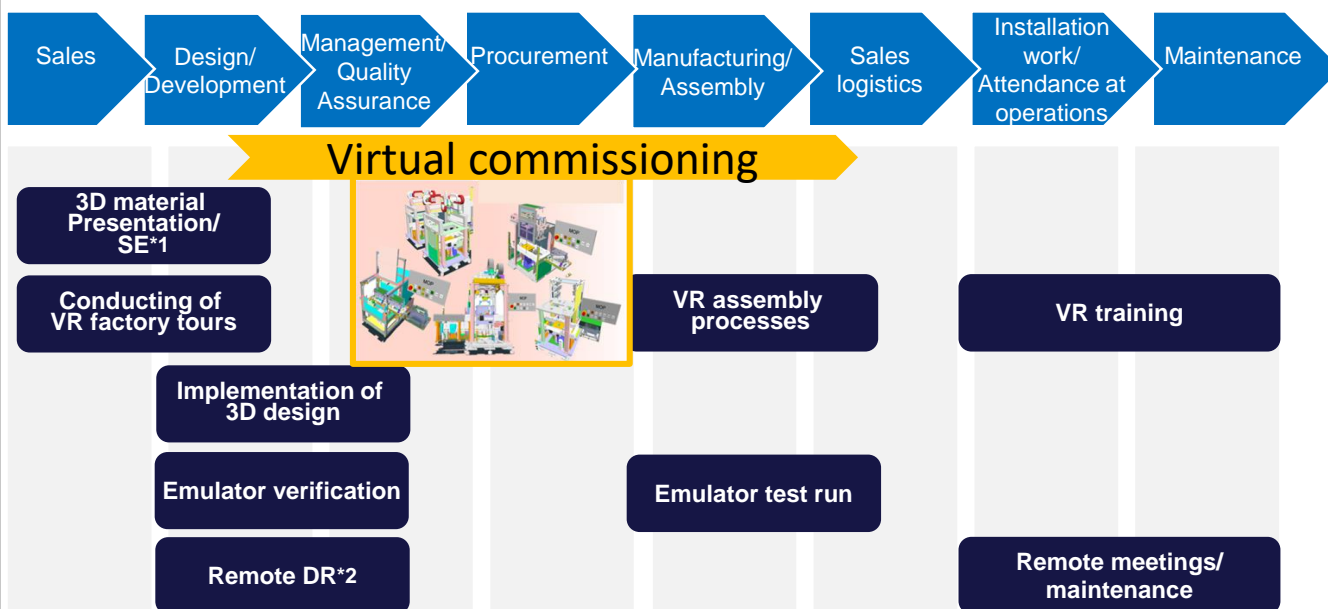 Sales
Design/
Development
Management/
Quality
Assurance
Procurement
Manufacturing/
Assembly
Sales
logistics
Installation
work/
Attendance at
operations
Maintenance
Virtual commissioning
3D material
Presentation/
SE*1
Conducting of
VR factory tours
VR assembly
processes
VR training
Implementation of
3D design
Emulator verification
Emulator test run
Remote DR*2
Remote meetings/
maintenance